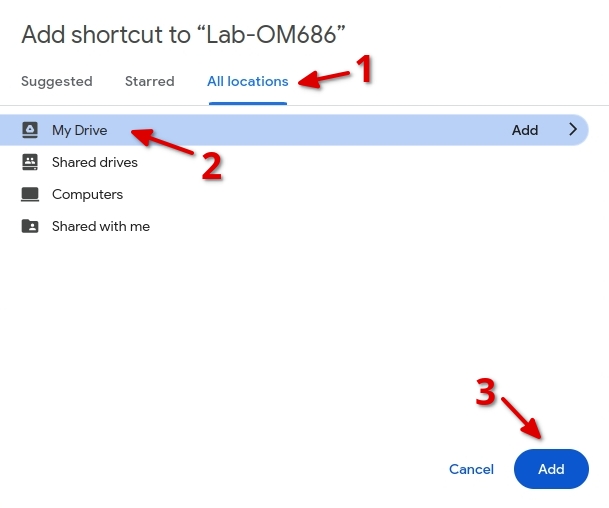 Add shortcut to “Lab-OM686”
Suggested Starred All locations 1
My Drive Add
2
Shared drives
Computers
Shared with me
3
Cancel Add